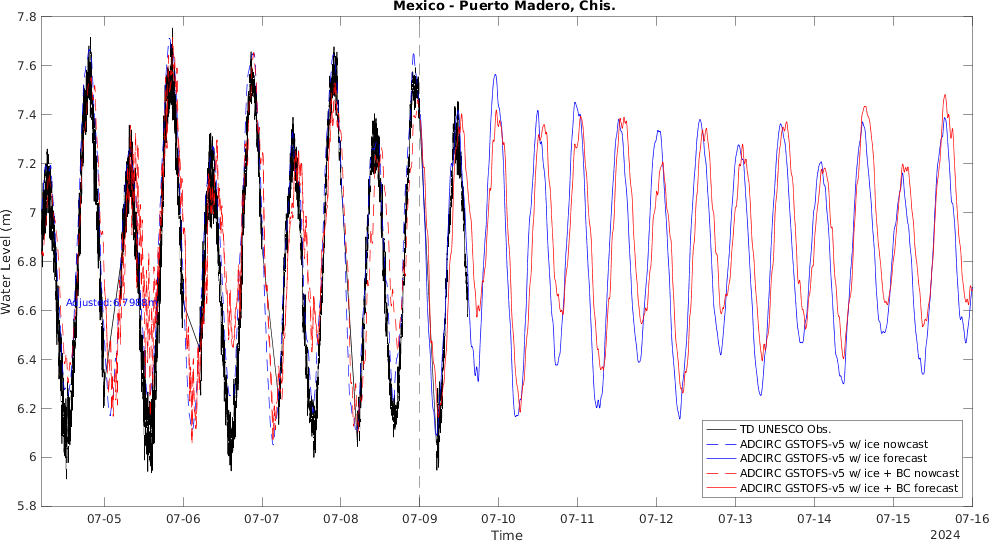 Mexico - Puerto Madero, Chis.
7.8
7.6
7.4
7.2
7
6.8
6.6
6.4
6.2
6
5.8
Water Level (m)
Adjusted:6.7988m
07-05 07-06 07-07 07-08 07-09 07-10 07-11 07-12 07-13 07-14 07-15 07-16
Time
2024
TD UNESCO Obs.
ADCIRC GSTOFS-v5 w/ ice nowcast
ADCIRC GSTOFS-v5 w/ ice forecast
ADCIRC GSTOFS-v5 w/ ice + BC nowcast
ADCIRC GSTOFS-v5 w/ ice + BC forecast